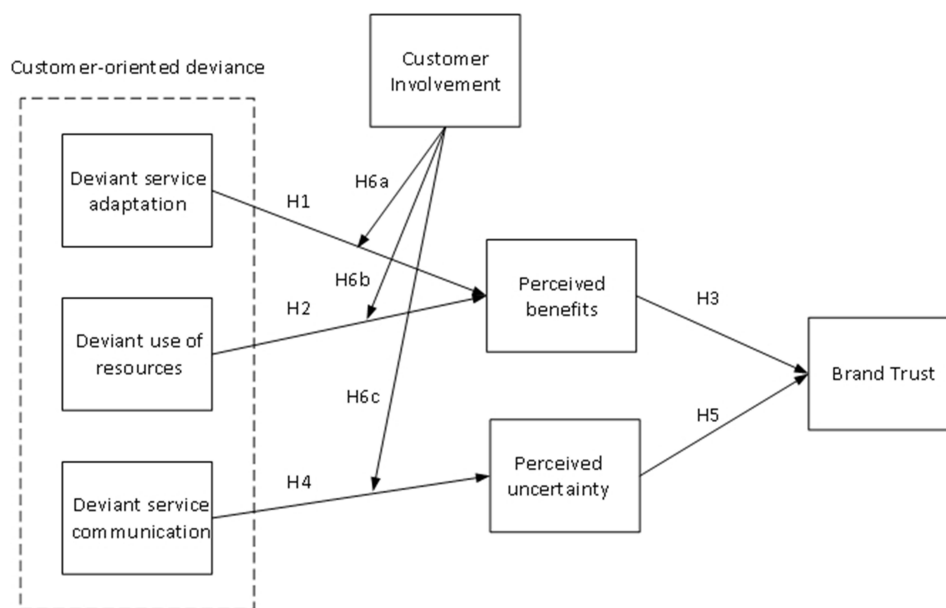 Customer
Involvement
Customer-oriented deviance
Deviant service
adaptation
H1
H6a
H6b
Perceived
benefits
H3
Deviant use of
resources
H2
Brand Trust
H6c
H5
Deviant service
communication
H4
Perceived
uncertainty